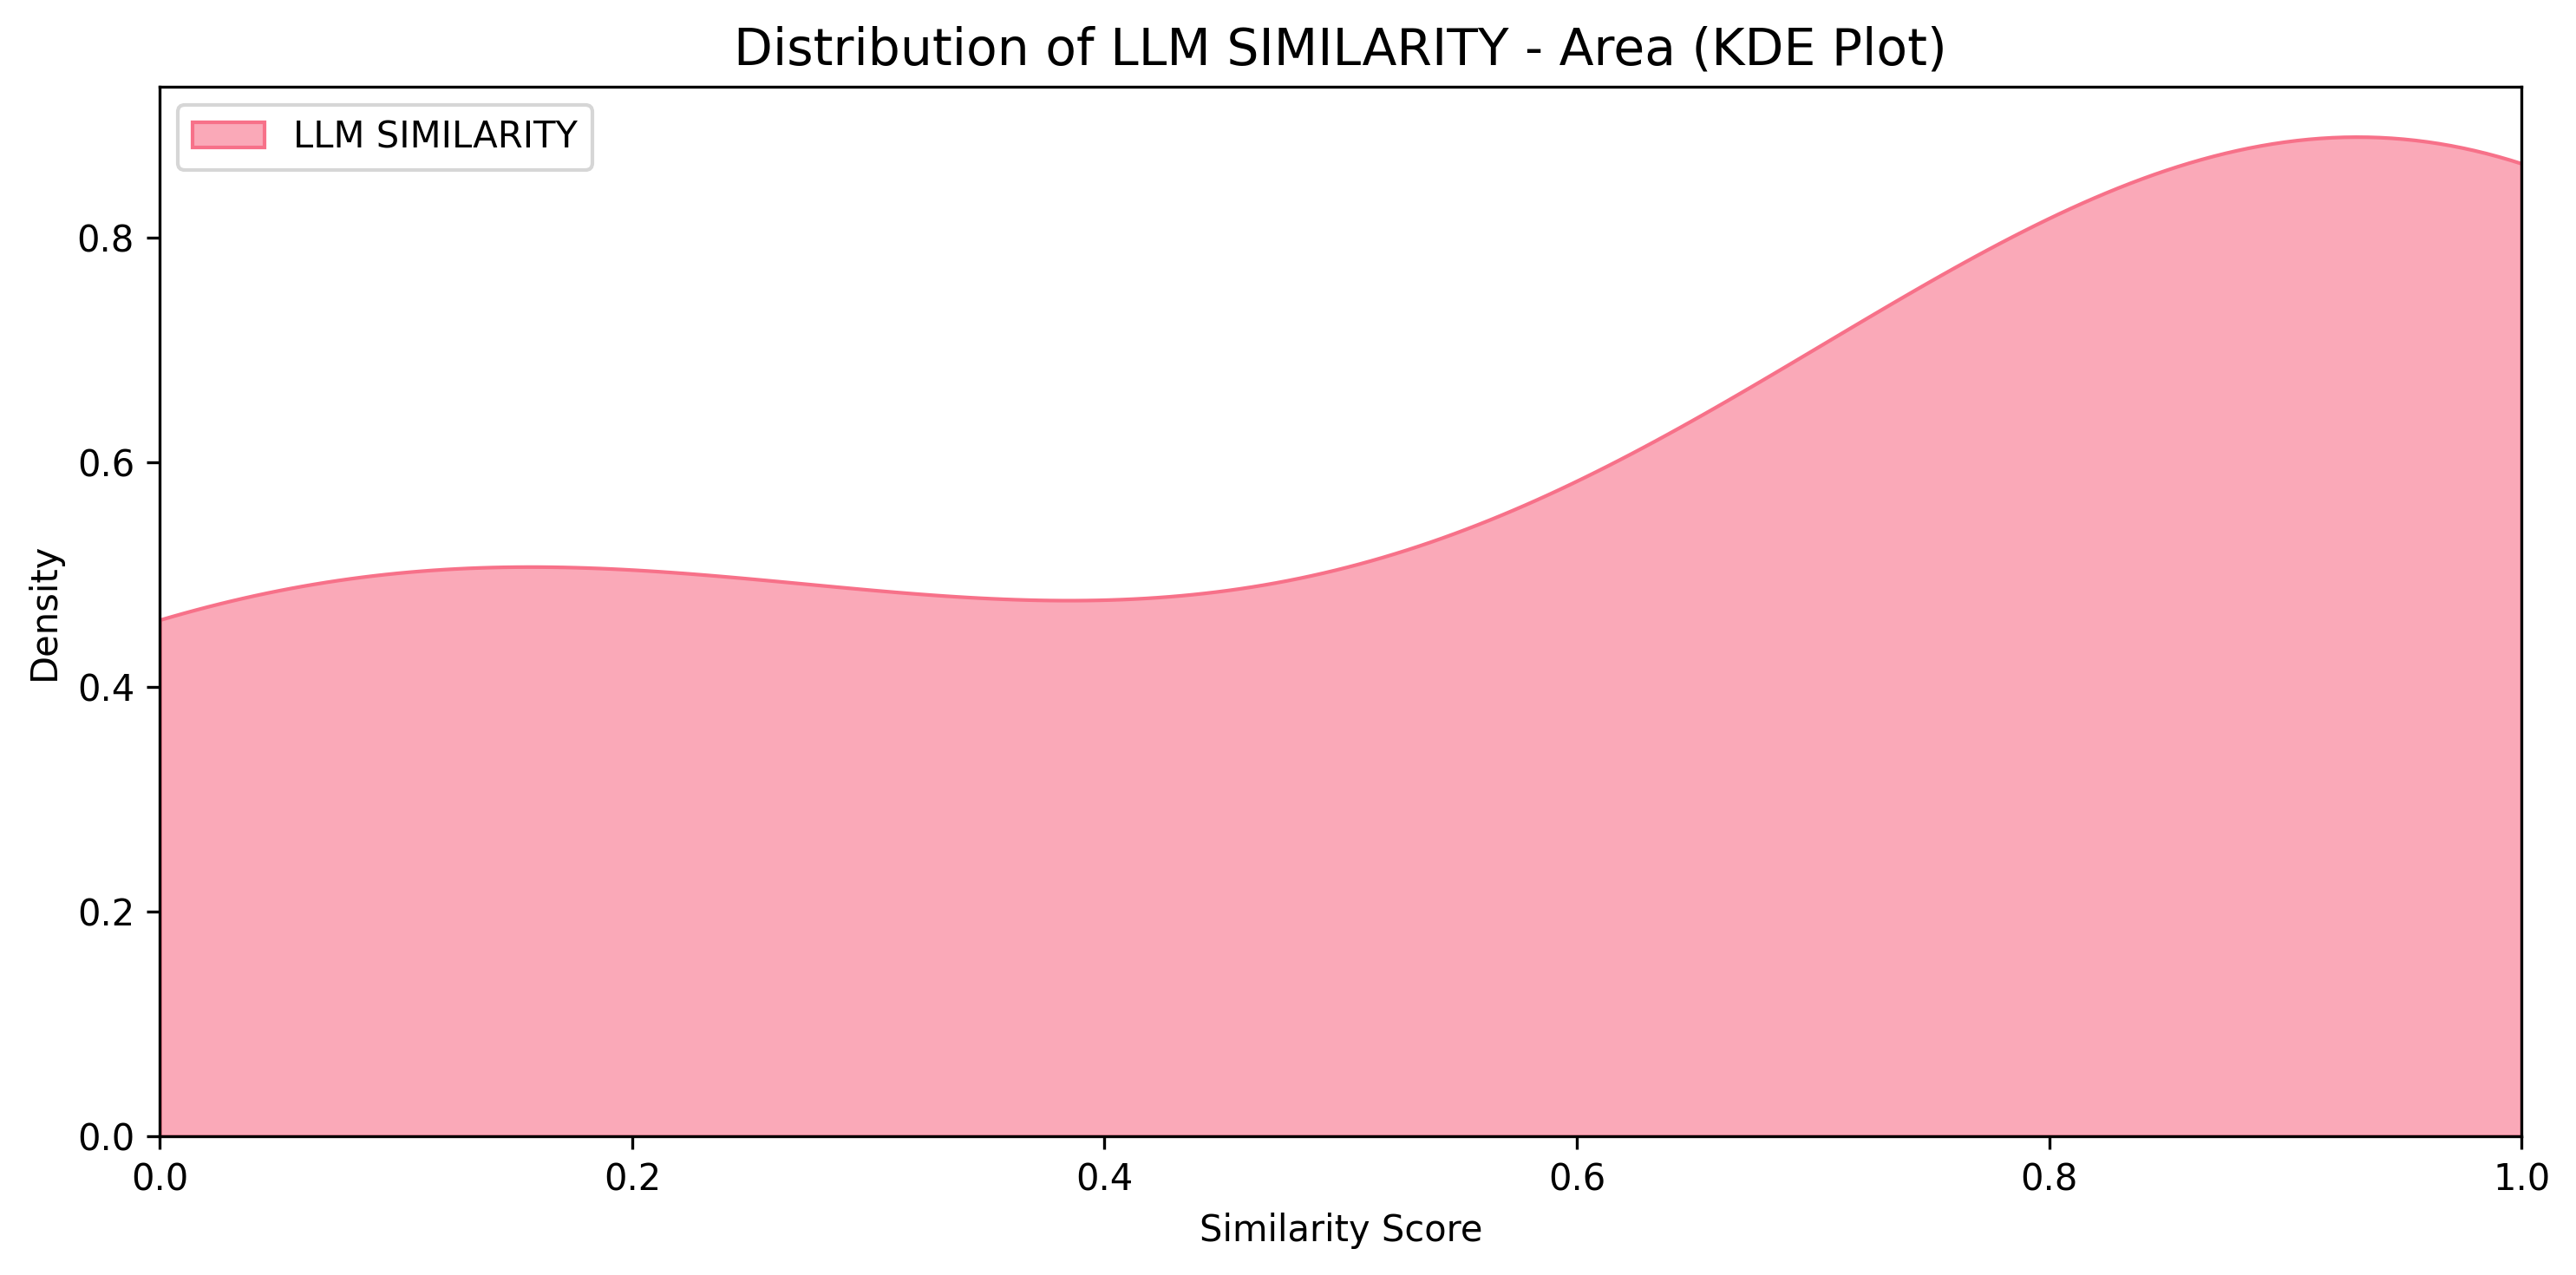 Distribution of LLM SIMILARITY - Area (KDE Plot)
LLM SIMILARITY
0.8
0.6
0.4
0.2
0.0
Density
0.0 0.2 0.4 0.6 0.8 1.0
Similarity Score